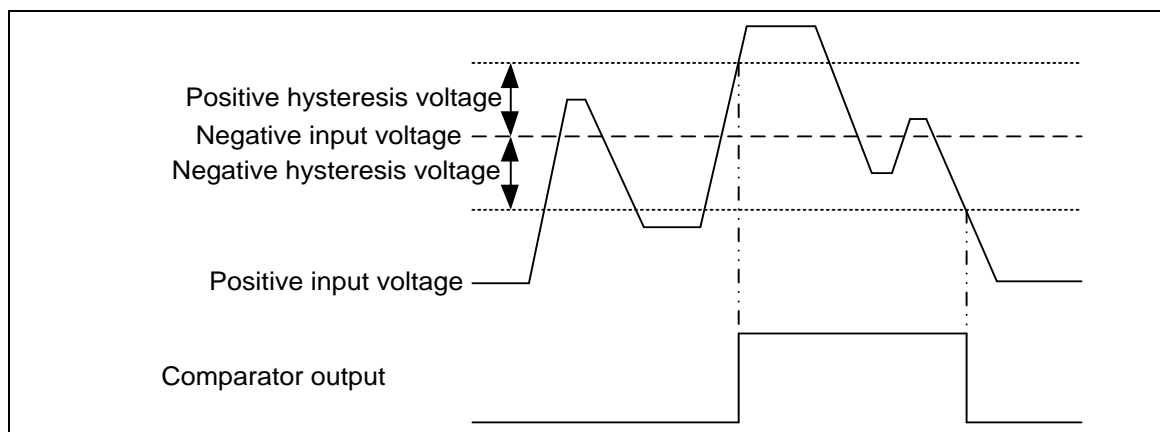 Positive hysteresis voltage
Negative input voltage
Negative hysteresis voltage
Positive input voltage
Comparator output